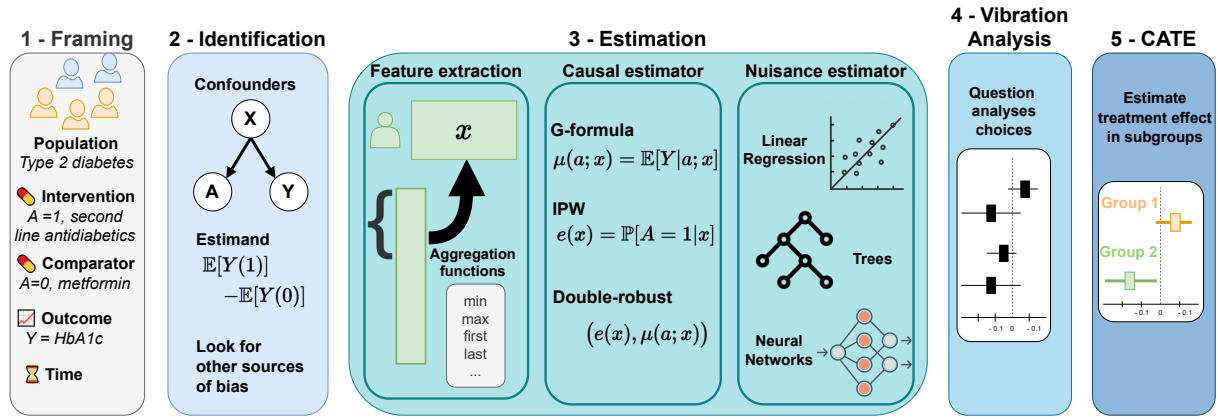 1 - Framing
Population
Type 2 diabetes
Intervention
A =1, second
line antidiabetics
Comparator
A=0, metformin
Outcome
Y = HbA1c
Time
2 - Identification
Confounders
X
A
Y
Estimand
𝔼[Y(1)]
−𝔼[Y(0)]
Look for
other sources
of bias
3 - Estimation
Feature extraction
x
{
Aggregation
functions
min
max
first
last
...
Causal estimator
G-formula
μ(a; x) = 𝔼[Y|a; x]
IPW
e(x) = ℙ[A = 1|x]
Double-robust
(e(x), μ(a; x))
Nuisance estimator
Linear
Regression
Trees
Neural
Networks
4 - Vibration
Analysis
Question
analyses
choices
- 0.1 0 - 0.1
5 - CATE
Estimate
treatment effect
in subgroups
Group 1
Group 2
- 0.1 0 - 0.1